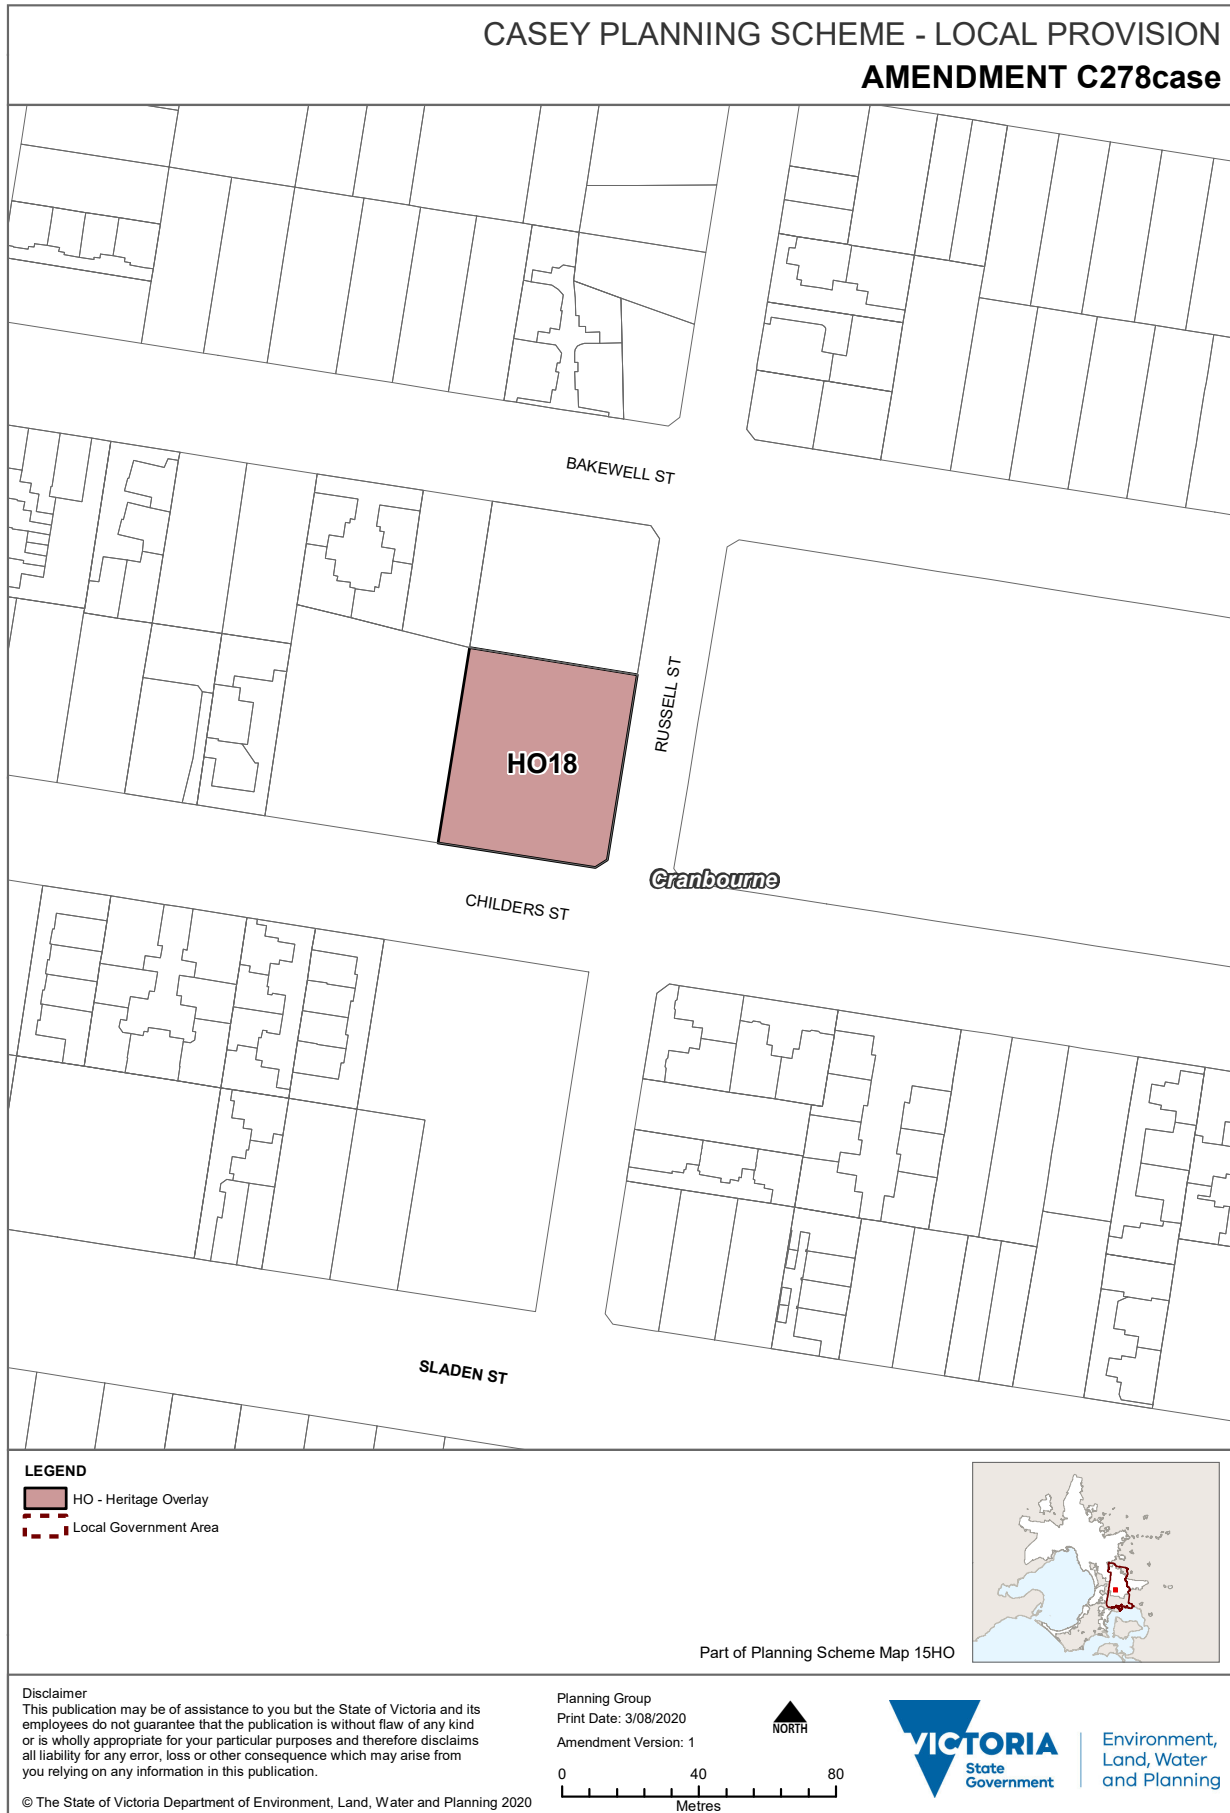 CASEY PLANNING SCHEME - LOCAL PROVISION
AMENDMENT C278case
BAKEWELL ST
RUSSELL ST
HO18
Cranbourne
CHILDERS ST
SLADEN ST
LEGEND
HO - Heritage Overlay
Local Government Area
Part of Planning Scheme Map 15HO
Disclaimer
This publication may be of assistance to you but the State of Victoria and its
employees do not guarantee that the publication is without flaw of any kind
or is wholly appropriate for your particular purposes and therefore disclaims
all liability for any error, loss or other consequence which may arise from
you relying on any information in this publication.
© The State of Victoria Department of Environment, Land, Water and Planning 2020
Planning Group
Print Date: 3/08/2020
Amendment Version: 1
NORTH
0 40 80
Metres
VICTORIA
State
Government
Environment,
Land, Water
and Planning